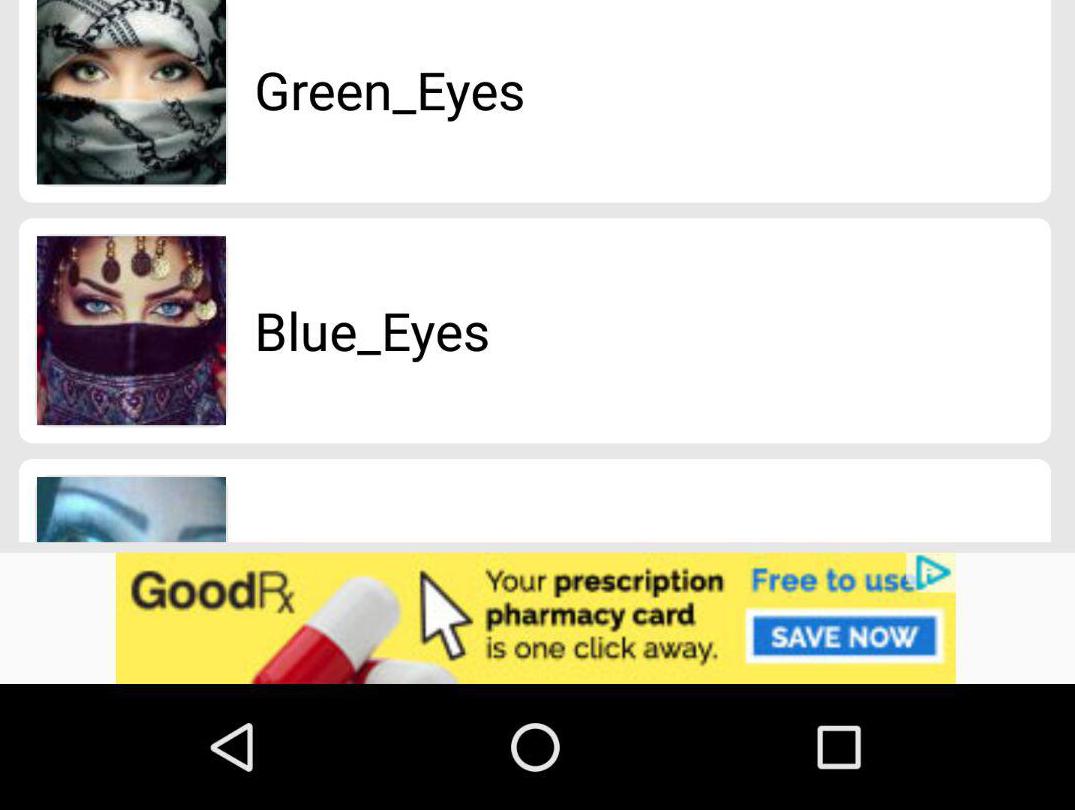 Green_Eyes
Blue_Eyes
GoodRx
Your prescription
pharmacy card
is one click away.
Free to use
SAVE NOW